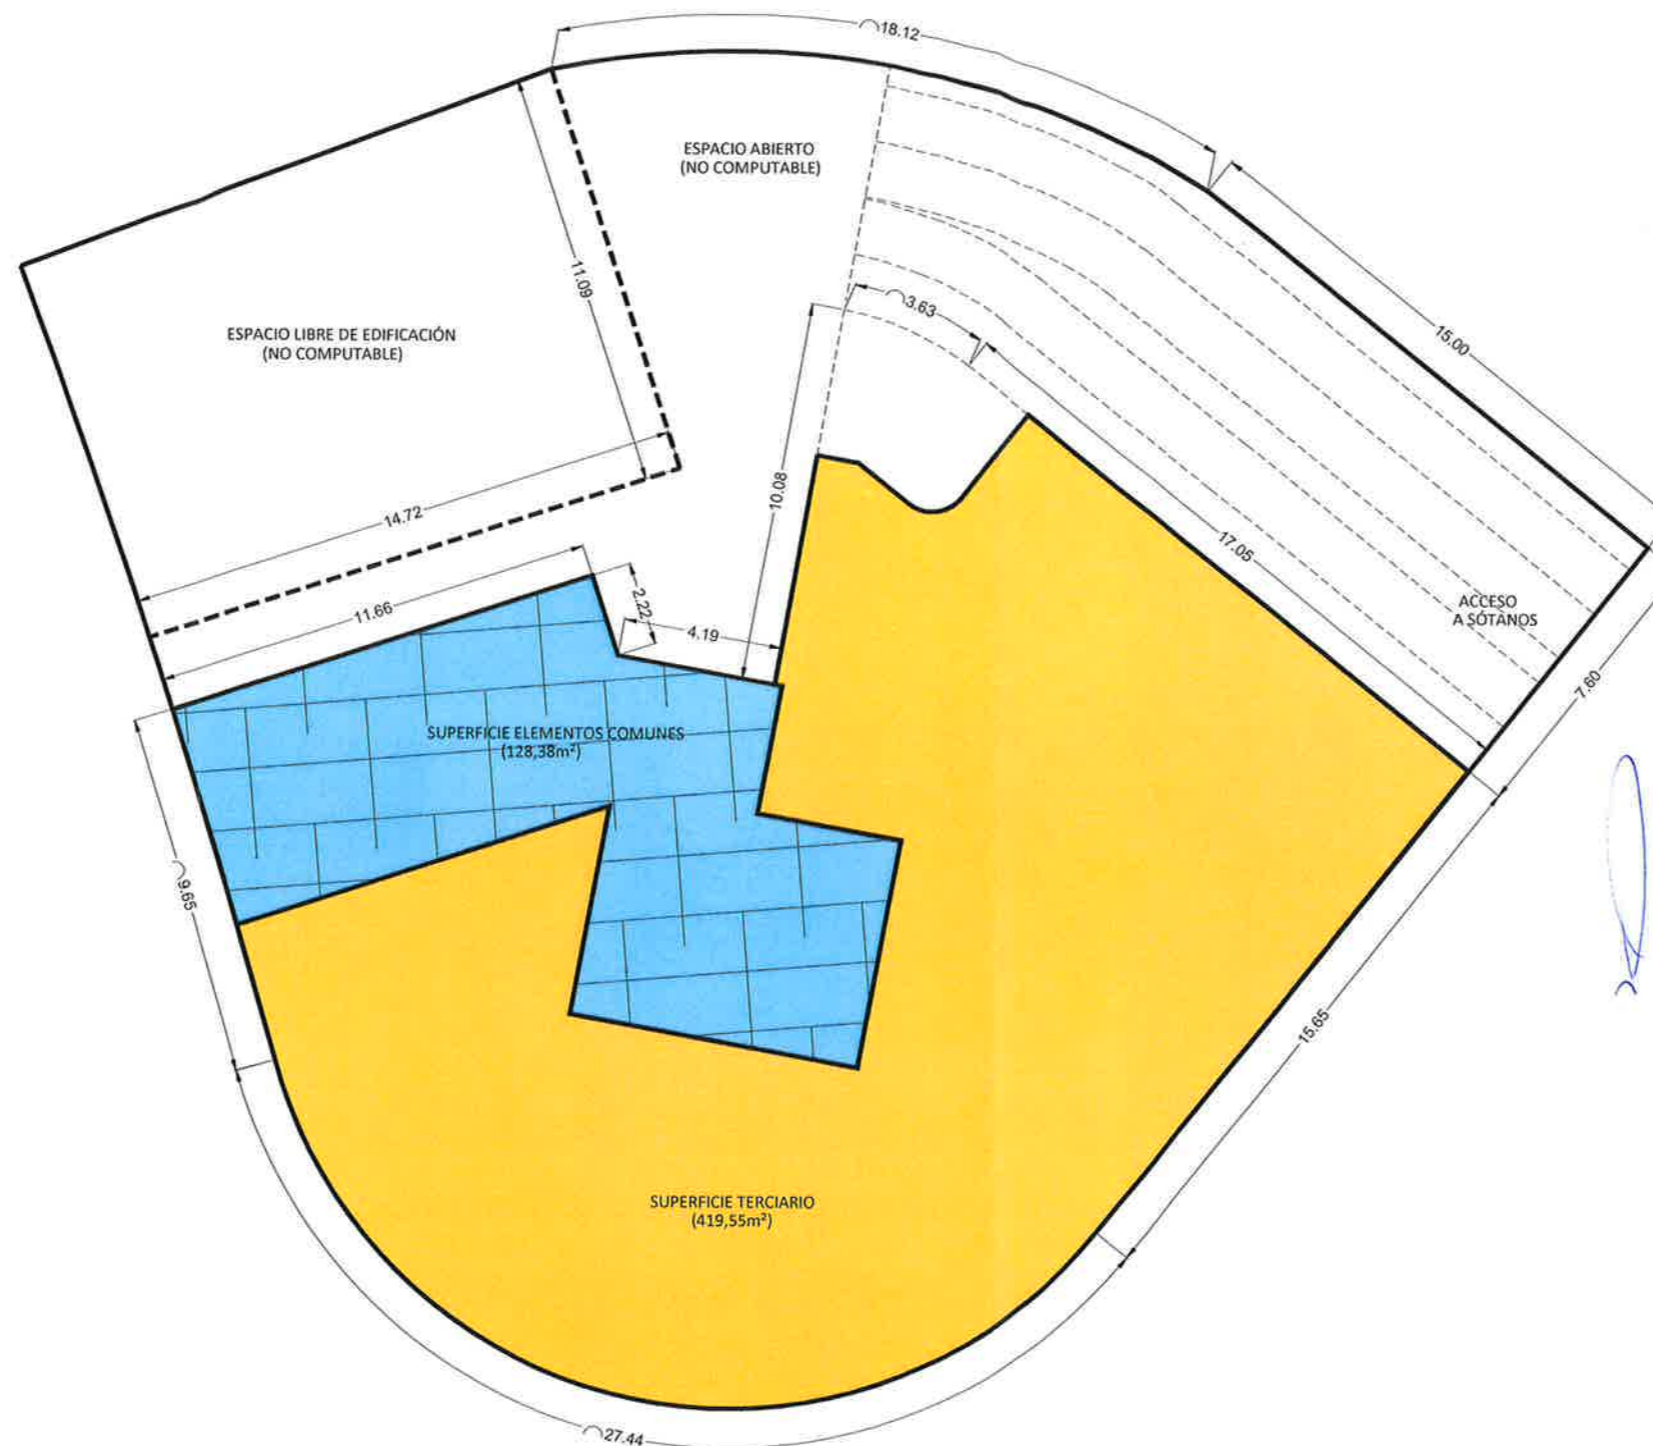 ⌒18.12
ESPACIO ABIERTO
(NO COMPUTABLE)
11.09
⌒3.63
15.00
ESPACIO LIBRE DE EDIFICACIÓN
(NO COMPUTABLE)
10.08
14.72
17.05
11.66
2.22
4.19
ACCESO
A SÓTANOS
7.60
SUPERFICIE ELEMENTOS COMUNES
(128,38m²)
⌒9.65
15.65
SUPERFICIE TERCIARIO
(419,55m²)
⌒27.44